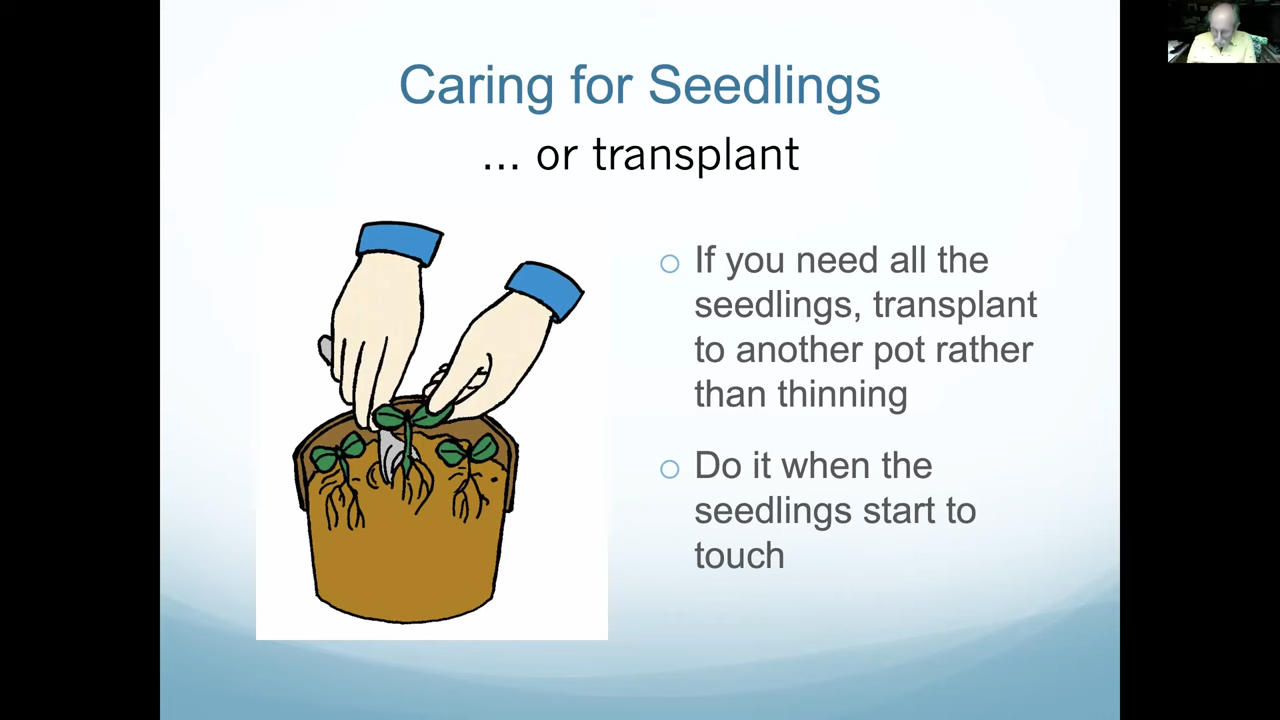 Caring for Seedlings
... or transplant
If you need all the
seedlings, transplant
to another pot rather
than thinning
Do it when the
seedlings start to
touch